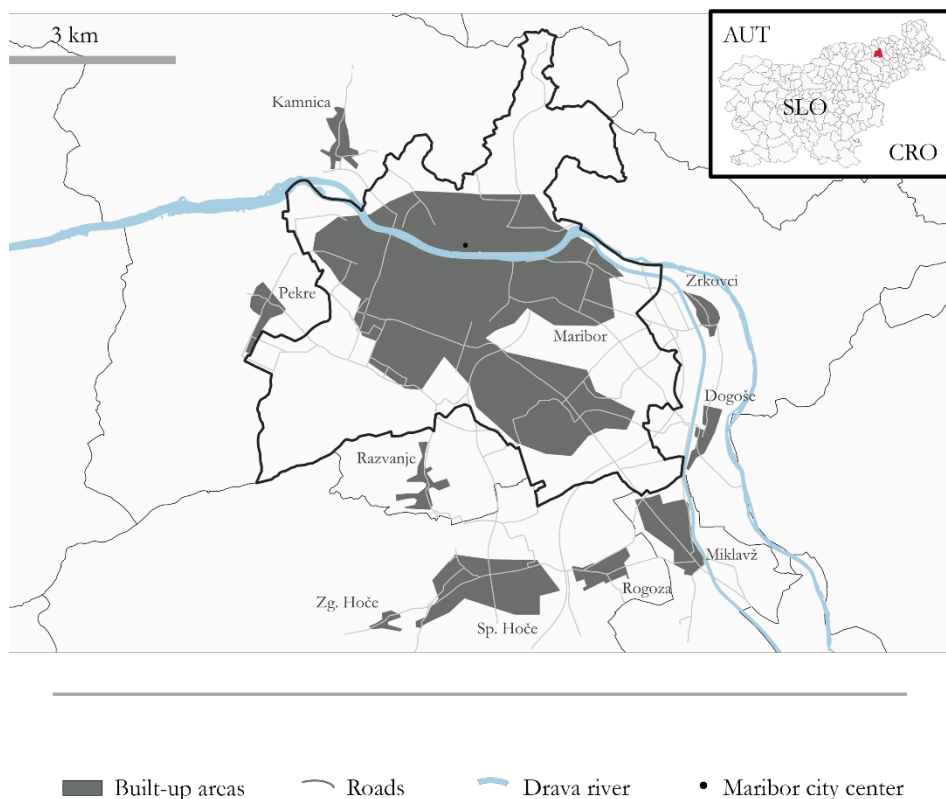 3 km
AUT
SLO
CRO
Kamnica
Pekre
Zrkovci
Maribor
Dogoše
Razvanje
Miklavž
Rogoza
Zg. Hoče
Sp. Hoče
Built-up areas
Roads
Drava river
Maribor city center